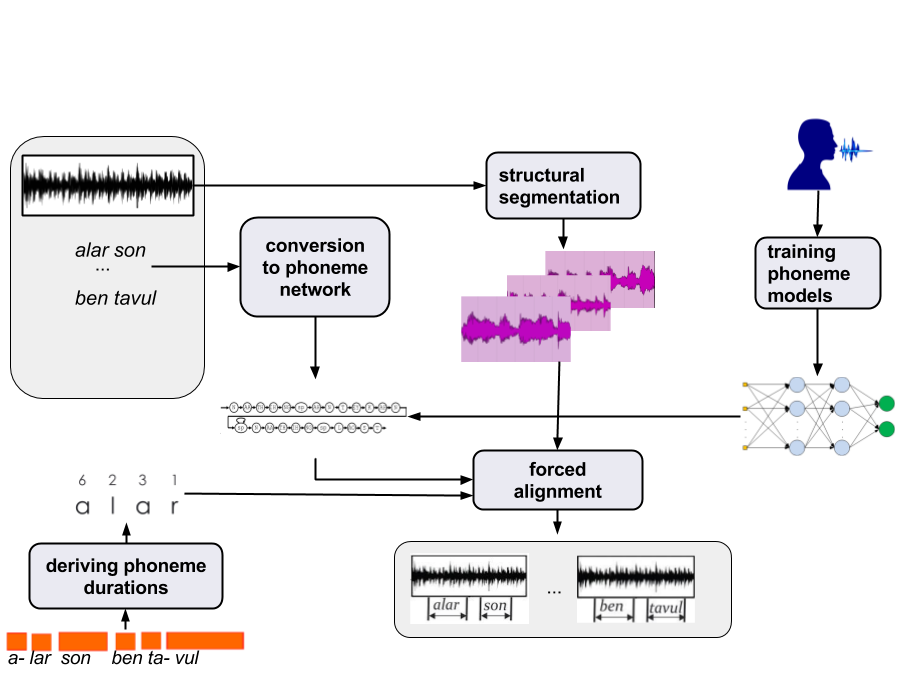 structural
segmentation
alar son
...
ben tavul
conversion
to phoneme
network
training
phoneme
models
forced
alignment
6 2 3 1
a l a r
deriving phoneme
durations
alar son ... ben tavul
a- lar son ben ta- vul